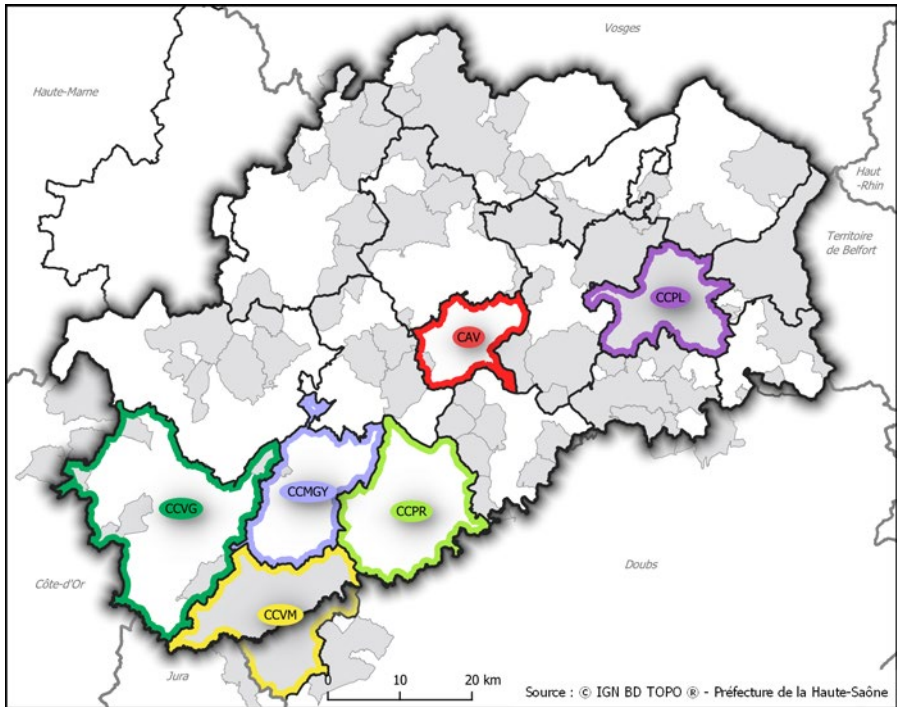 Vosges
Haute-Marne
Haut
-Rhin
Territoire
de Belfort
CCPL
CAV
CCMGY
CCVG
CCPR
Doubs
Côte-d'Or
CCVM
Jura
0 10 20 km
Source : © IGN BD TOPO ® - Préfecture de la Haute-Saône